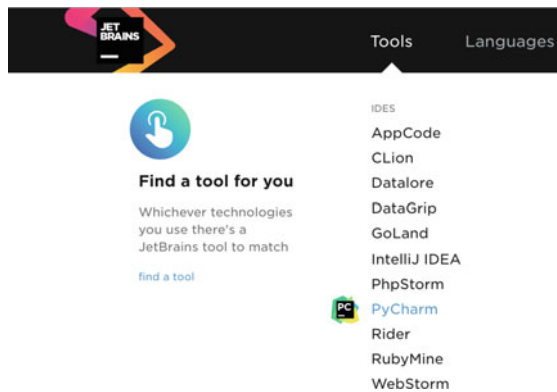 JET
BRAINS
Tools
Languages
Find a tool for you
Whichever technologies
you use there's a
JetBrains tool to match
find a tool
IDES
AppCode
CLion
Datalore
DataGrip
GoLand
IntelliJ IDEA
PhpStorm
PC
PyCharm
Rider
RubyMine
WebStorm